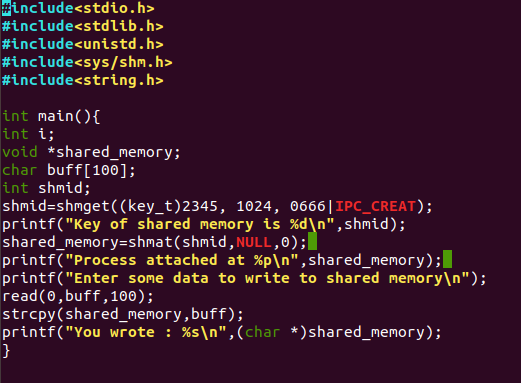 #include<stdio.h>
#include<stdlib.h>
#include<unistd.h>
#include<sys/shm.h>
#include<string.h>
int main(){
int i;
void *shared_memory;
char buff[100];
int shmid;
shmid=shmget((key_t)2345, 1024, 0666|IPC_CREAT);
printf("Key of shared memory is %d\n",shmid);
shared_memory=shmat(shmid,NULL,0);
printf("Process attached at %p\n",shared_memory);
printf("Enter some data to write to shared memory\n");
read(0,buff,100);
strcpy(shared_memory,buff);
printf("You wrote : %s\n",(char *)shared_memory);
}